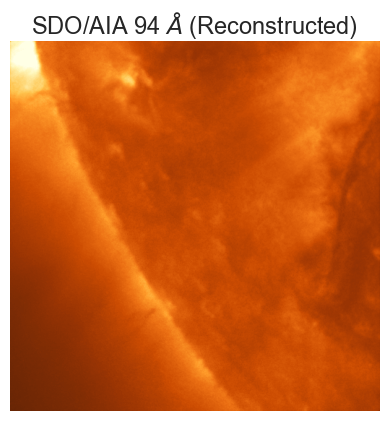 SDO/AIA 94 Å (Reconstructed)